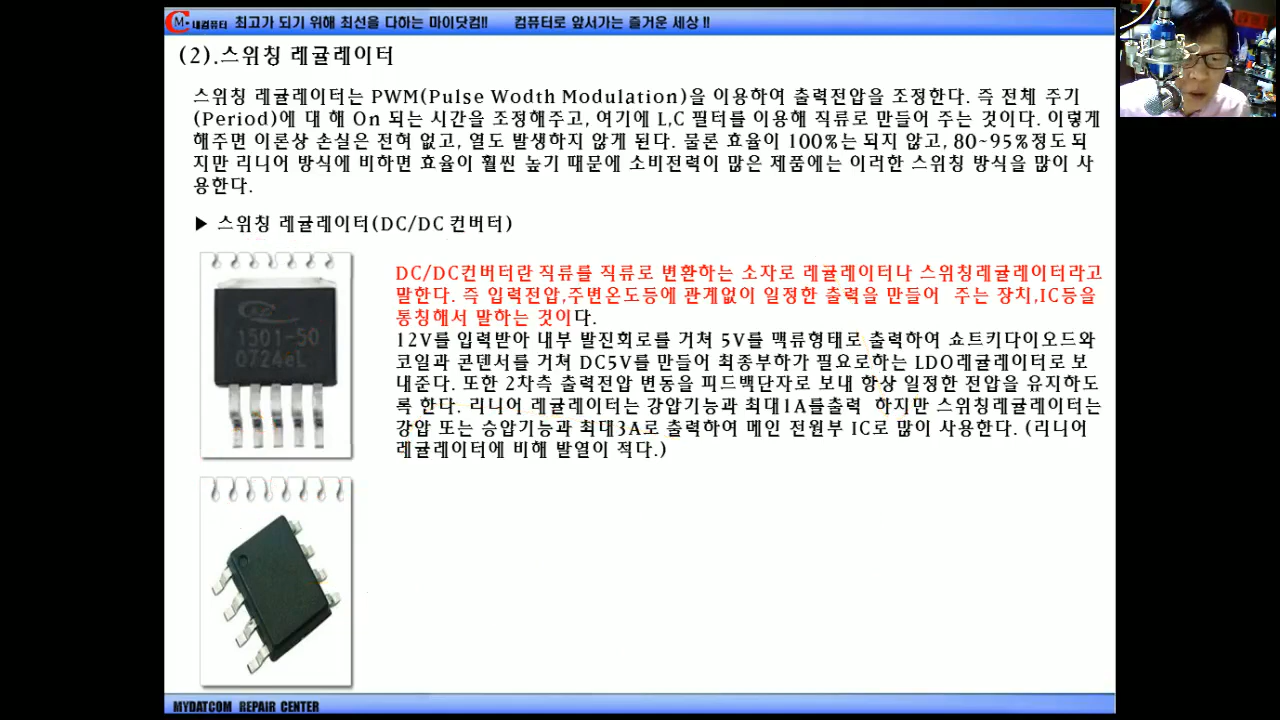 CM 내컴퓨터 최고가 되기 위해 최선을 다하는 마이닷컴!! 컴퓨터로 앞서가는 즐거운 세상 !!
(2).스위칭 레귤레이터
스위칭 레귤레이터는 PWM(Pulse Wodth Modulation)을 이용하여 출력전압을 조정한다. 즉 전체 주기
(Period)에 대 해 On 되는 시간을 조정해주고, 여기에 L,C 필터를 이용해 직류로 만들어 주는 것이다. 이렇게
해주면 이론상 손실은 전혀 없고, 열도 발생하지 않게 된다. 물론 효율이 100%는 되지 않고, 80~95%정도 되
지만 리니어 방식에 비하면 효율이 훨씬 높기 때문에 소비전력이 많은 제품에는 이러한 스위칭 방식을 많이 사
용한다.
▶ 스위칭 레귤레이터(DC/DC 컨버터)
DC/DC컨버터란 직류를 직류로 변환하는 소자로 레귤레이터나 스위칭레귤레이터라고
말한다. 즉 입력전압,주변온도등에 관계없이 일정한 출력을 만들어 주는 장치,IC등을
통칭해서 말하는 것이다.
12V를 입력받아 내부 발진회로를 거쳐 5V를 맥류형태로 출력하여 쇼트키다이오드와
코일과 콘덴서를 거쳐 DC5V를 만들어 최종부하가 필요로하는 LDO레귤레이터로 보
내준다. 또한 2차측 출력전압 변동을 피드백단자로 보내 항상 일정한 전압을 유지하도
록 한다. 리니어 레귤레이터는 강압기능과 최대1A를출력 하지만 스위칭레귤레이터는
강압 또는 승압기능과 최대3A로 출력하여 메인 전원부 IC로 많이 사용한다. (리니어
레귤레이터에 비해 발열이 적다.)
1501-50
0724eL
MYDATCOM REPAIR CENTER